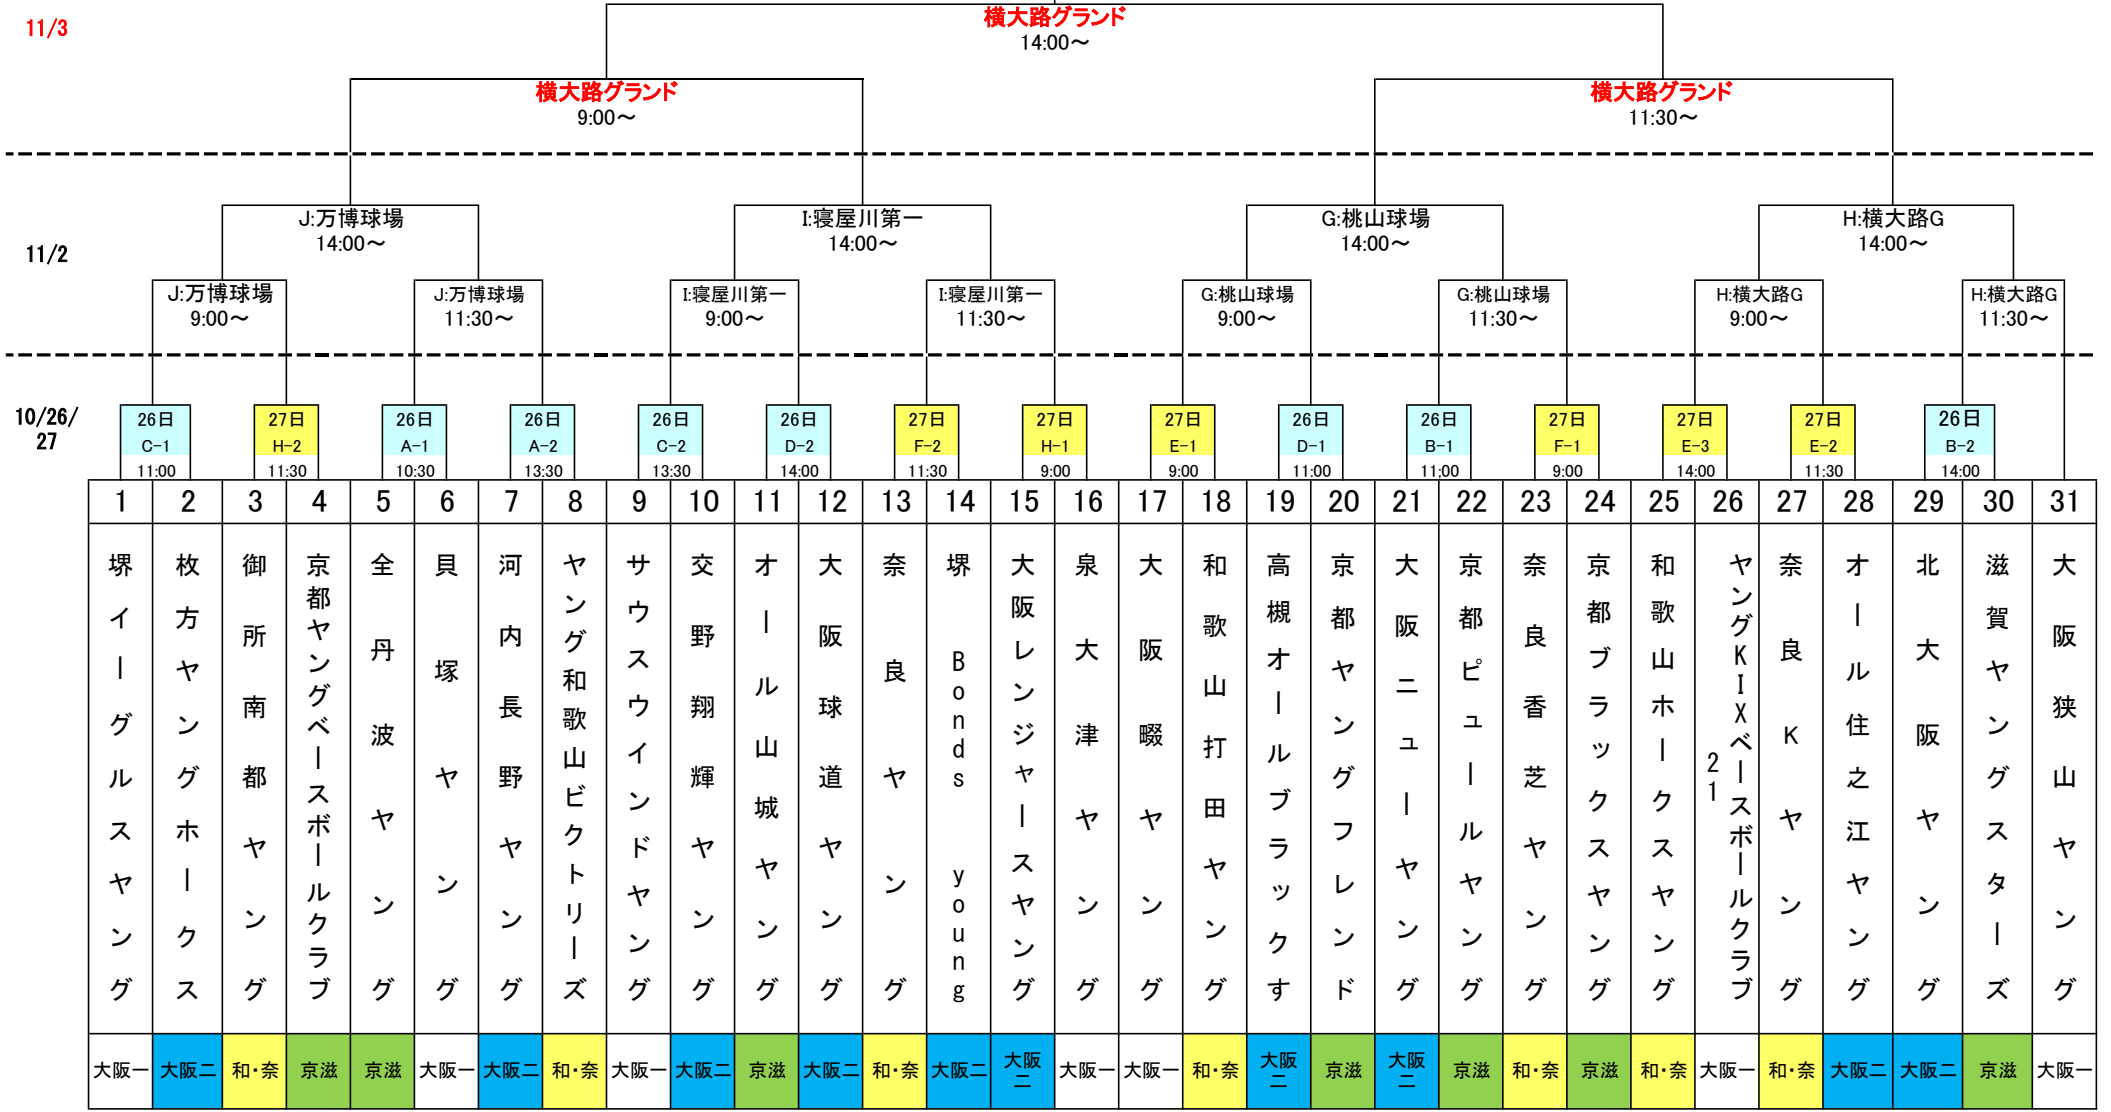 11/3
横大路グランド
14:00～
横大路グランド
9:00～
横大路グランド
11:30～
11/2
J:万博球場
14:00～
I:寝屋川第一
14:00～
G:桃山球場
14:00～
H:横大路G
14:00～
J:万博球場
9:00～
J:万博球場
11:30～
I:寝屋川第一
9:00～
I:寝屋川第一
11:30～
G:桃山球場
9:00～
G:桃山球場
11:30～
H:横大路G
9:00～
H:横大路G
11:30～
10/26/
27
26日
C-1
11:00
27日
H-2
11:30
26日
A-1
10:30
26日
A-2
13:30
26日
C-2
13:30
26日
D-2
14:00
27日
F-2
11:30
27日
H-1
9:00
27日
E-1
9:00
26日
D-1
11:00
26日
B-1
11:00
27日
F-1
9:00
27日
E-3
14:00
27日
E-2
11:30
26日
B-2
14:00
1 2 3 4 5 6 7 8 9 10 11 12 13 14 15 16 17 18 19 20 21 22 23 24 25 26 27 28 29 30 31
堺イーグルスヤング
枚方ヤングホークス
御所南都ヤング
京都ヤングベースボールクラブ
全丹波ヤング
貝塚ヤング
河内長野ヤング
ヤング和歌山ビクトリーズ
サウスウインドヤング
交野翔輝ヤング
オール山城ヤング
大阪球道ヤング
奈良ヤング
堺Bonds young
大阪レンジャースヤング
泉大津ヤング
大阪畷ヤング
和歌山打田ヤング
高槻オールブラックす
京都ヤングフレンド
大阪ニューヤング
京都ピュールヤング
奈良香芝ヤング
京都ブラックスヤング
和歌山ホークスヤング
ヤングKIXベースボールクラブ
21
奈良Kヤング
オール住之江ヤング
北大阪ヤング
滋賀ヤングスターズ
大阪狭山ヤング
大阪一 大阪二 和・奈 京滋 京滋 大阪一 大阪二 和・奈 大阪一 大阪二 京滋 大阪二 和・奈 大阪二 大阪二 大阪一 大阪一 和・奈 大阪二 京滋 大阪二 京滋 和・奈 京滋 和・奈 大阪一 和・奈 大阪二 大阪二 京滋 大阪一